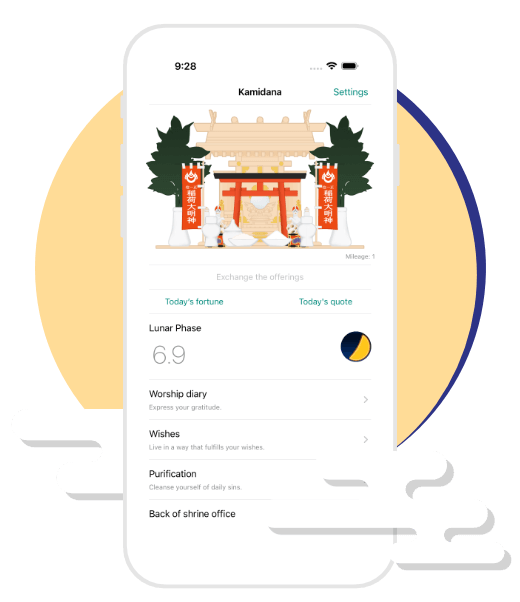 9:28
Kamidana
Settings
稲荷大明神
稲荷大明神
Mileage: 1
Exchange the offerings
Today's fortune
Today's quote
Lunar Phase
6.9
Worship diary
Express your gratitude.
Wishes
Live in a way that fulfills your wishes.
Purification
Cleanse yourself of daily sins.
Back of shrine office